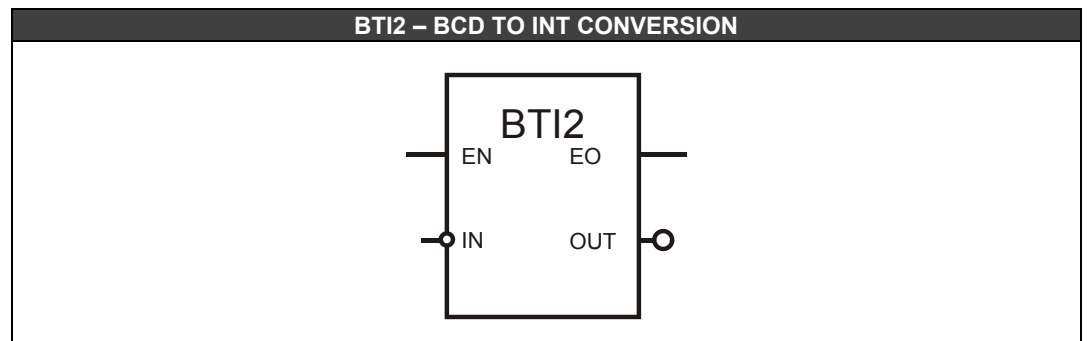 BTI2 – BCD TO INT CONVERSION
BTI2
EN EO
IN OUT